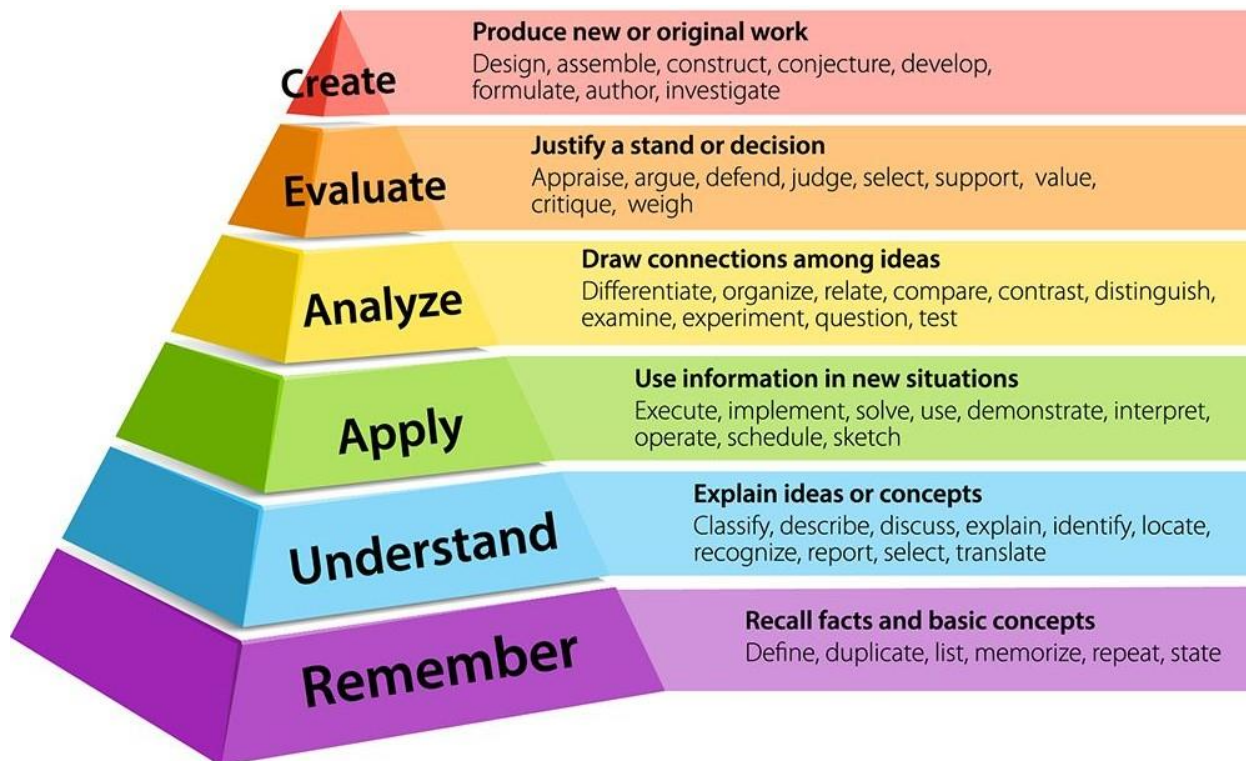 Create
Produce new or original work
Design, assemble, construct, conjecture, develop,
formulate, author, investigate
Evaluate
Justify a stand or decision
Appraise, argue, defend, judge, select, support, value,
critique, weigh
Analyze
Draw connections among ideas
Differentiate, organize, relate, compare, contrast, distinguish,
examine, experiment, question, test
Apply
Use information in new situations
Execute, implement, solve, use, demonstrate, interpret,
operate, schedule, sketch
Understand
Explain ideas or concepts
Classify, describe, discuss, explain, identify, locate,
recognize, report, select, translate
Remember
Recall facts and basic concepts
Define, duplicate, list, memorize, repeat, state